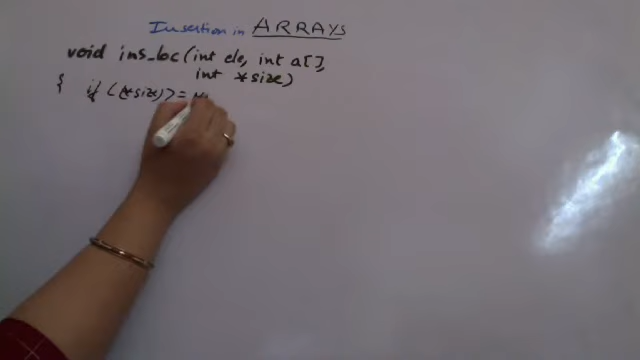 Insertion in ARRAYS
void ins_loc(int ele, int a[],
int *size)
{ if (*size)>=